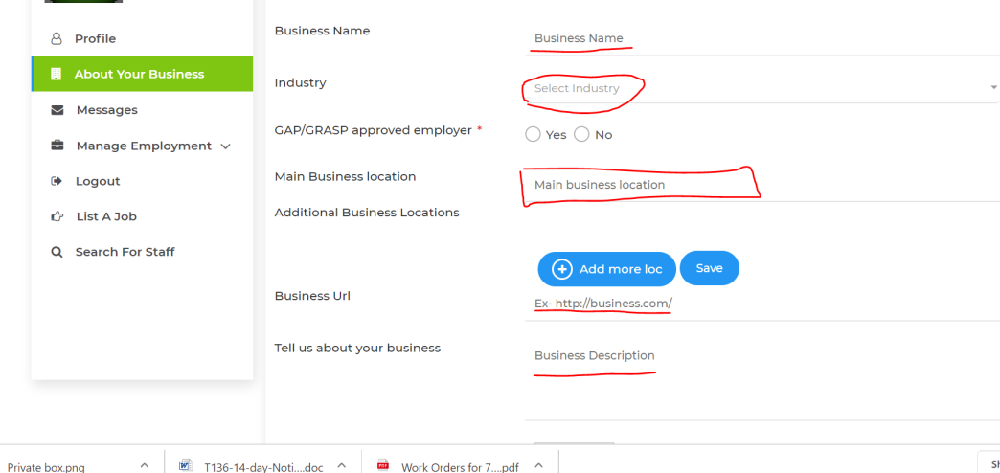 Business Name
Business Name
Profile
About Your Business
Industry
Select Industry
Messages
GAP/GRASP approved employer *
Yes
No
Manage Employment
Logout
Main Business location
Main business location
List A Job
Additional Business Locations
Search For Staff
Add more loc
Save
Business Url
Ex- http://business.com/
Tell us about your business
Business Description
Private box.png
T136-14-day-Noti....doc
Work Orders for 7....pdf